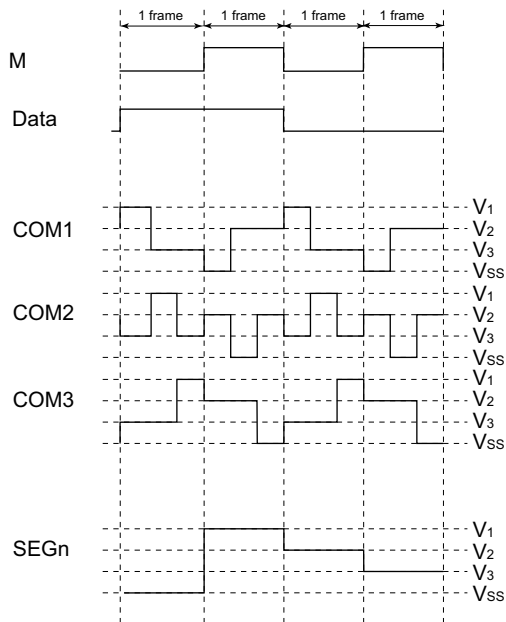 1 frame 1 frame 1 frame 1 frame
M
Data
V1
COM1 V2
V3
VSS
V1
COM2 V2
V3
VSS
V1
COM3 V2
V3
VSS
V1
SEGn V2
V3
VSS